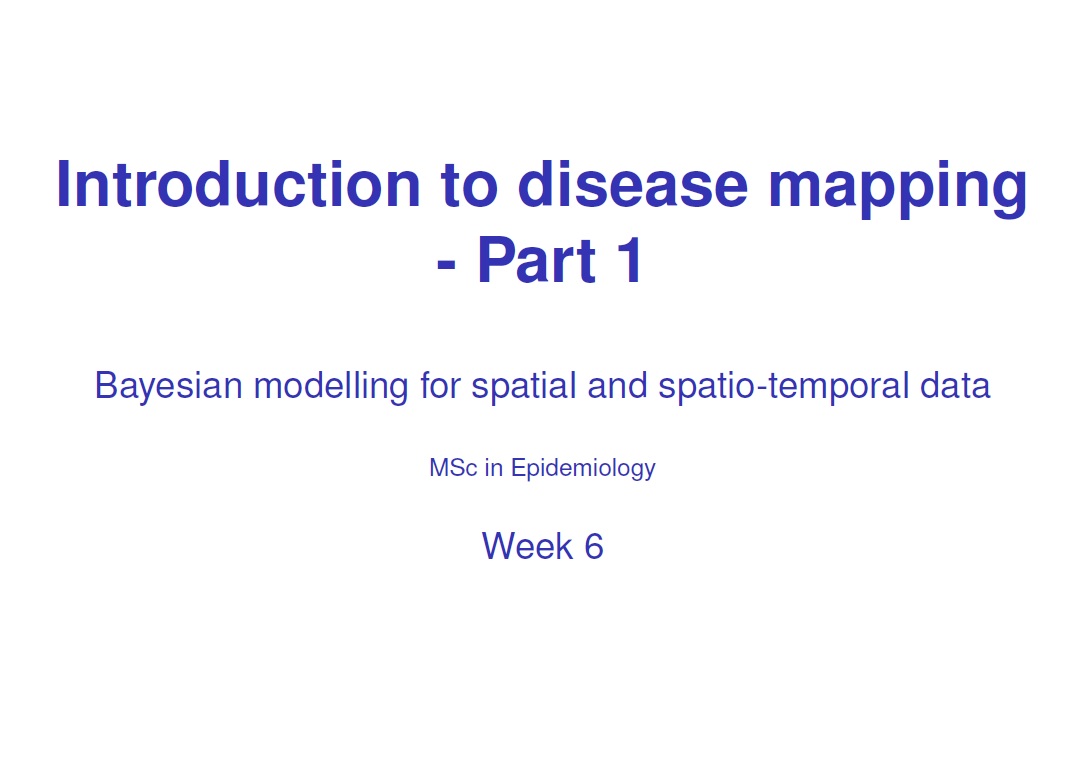 Introduction to disease mapping
- Part 1
Bayesian modelling for spatial and spatio-temporal data
MSc in Epidemiology
Week 6